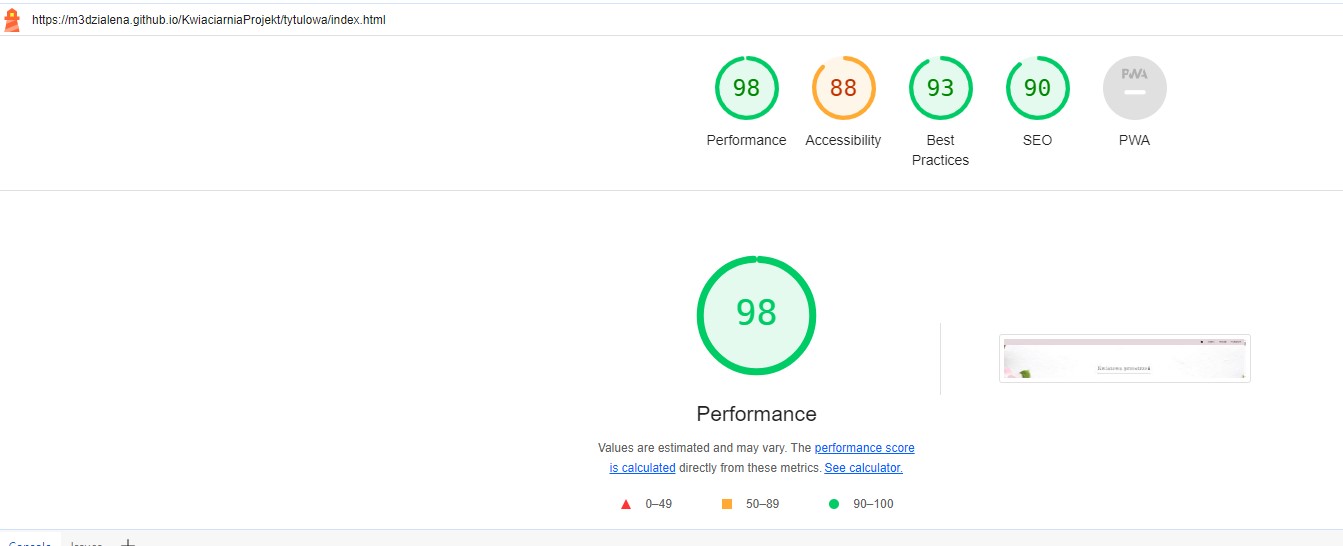 https://m3dzialena.github.io/KwiaciarniaProjekt/tytulowa/index.html
98 88 93 90 PWA
Performance Accessibility Best Practices SEO PWA
98
Performance
Values are estimated and may vary. The performance score
is calculated directly from these metrics. See calculator.
0–49 50–89 90–100
Console Issues